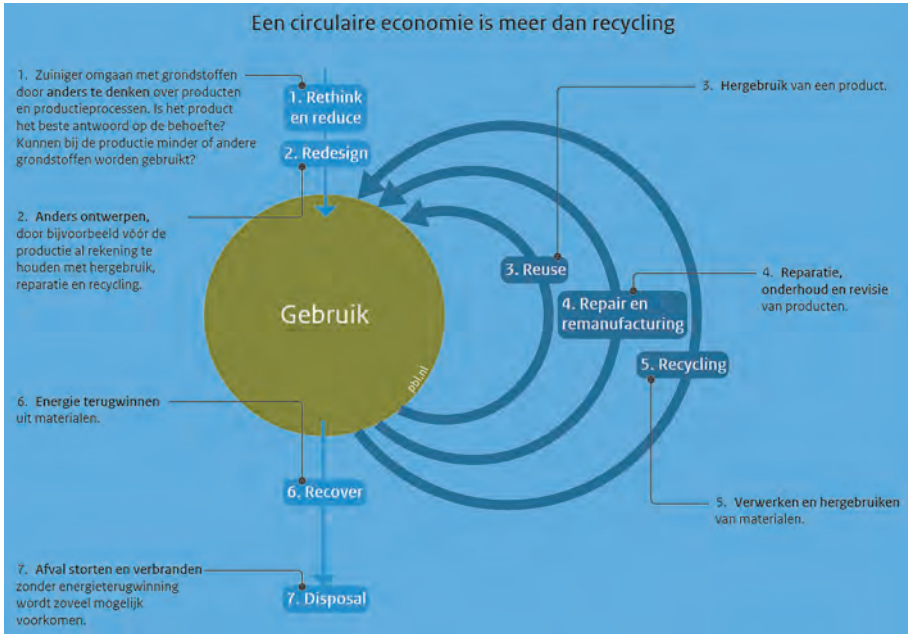 Een circulaire economie is meer dan recycling
1. Zuiniger omgaan met grondstoffen
door anders te denken over producten
en productieprocessen. Is het product
het beste antwoord op de behoefte?
Kunnen bij de productie minder of andere
grondstoffen worden gebruikt?
1. Rethink
en reduce
2. Redesign
3. Hergebruik van een product.
2. Anders ontwerpen,
door bijvoorbeeld vóór de
productie al rekening te
houden met hergebruik,
reparatie en recycling.
3. Reuse
4. Reparatie,
onderhoud en revisie
van producten.
Gebruik
4. Repair en
remanufacturing
pbl.nl
5. Recycling
6. Energie terugwinnen
uit materialen.
6. Recover
5. Verwerken en hergebruiken
van materialen.
7. Afval storten en verbranden
zonder energieterugwinning
wordt zoveel mogelijk
voorkomen.
7. Disposal